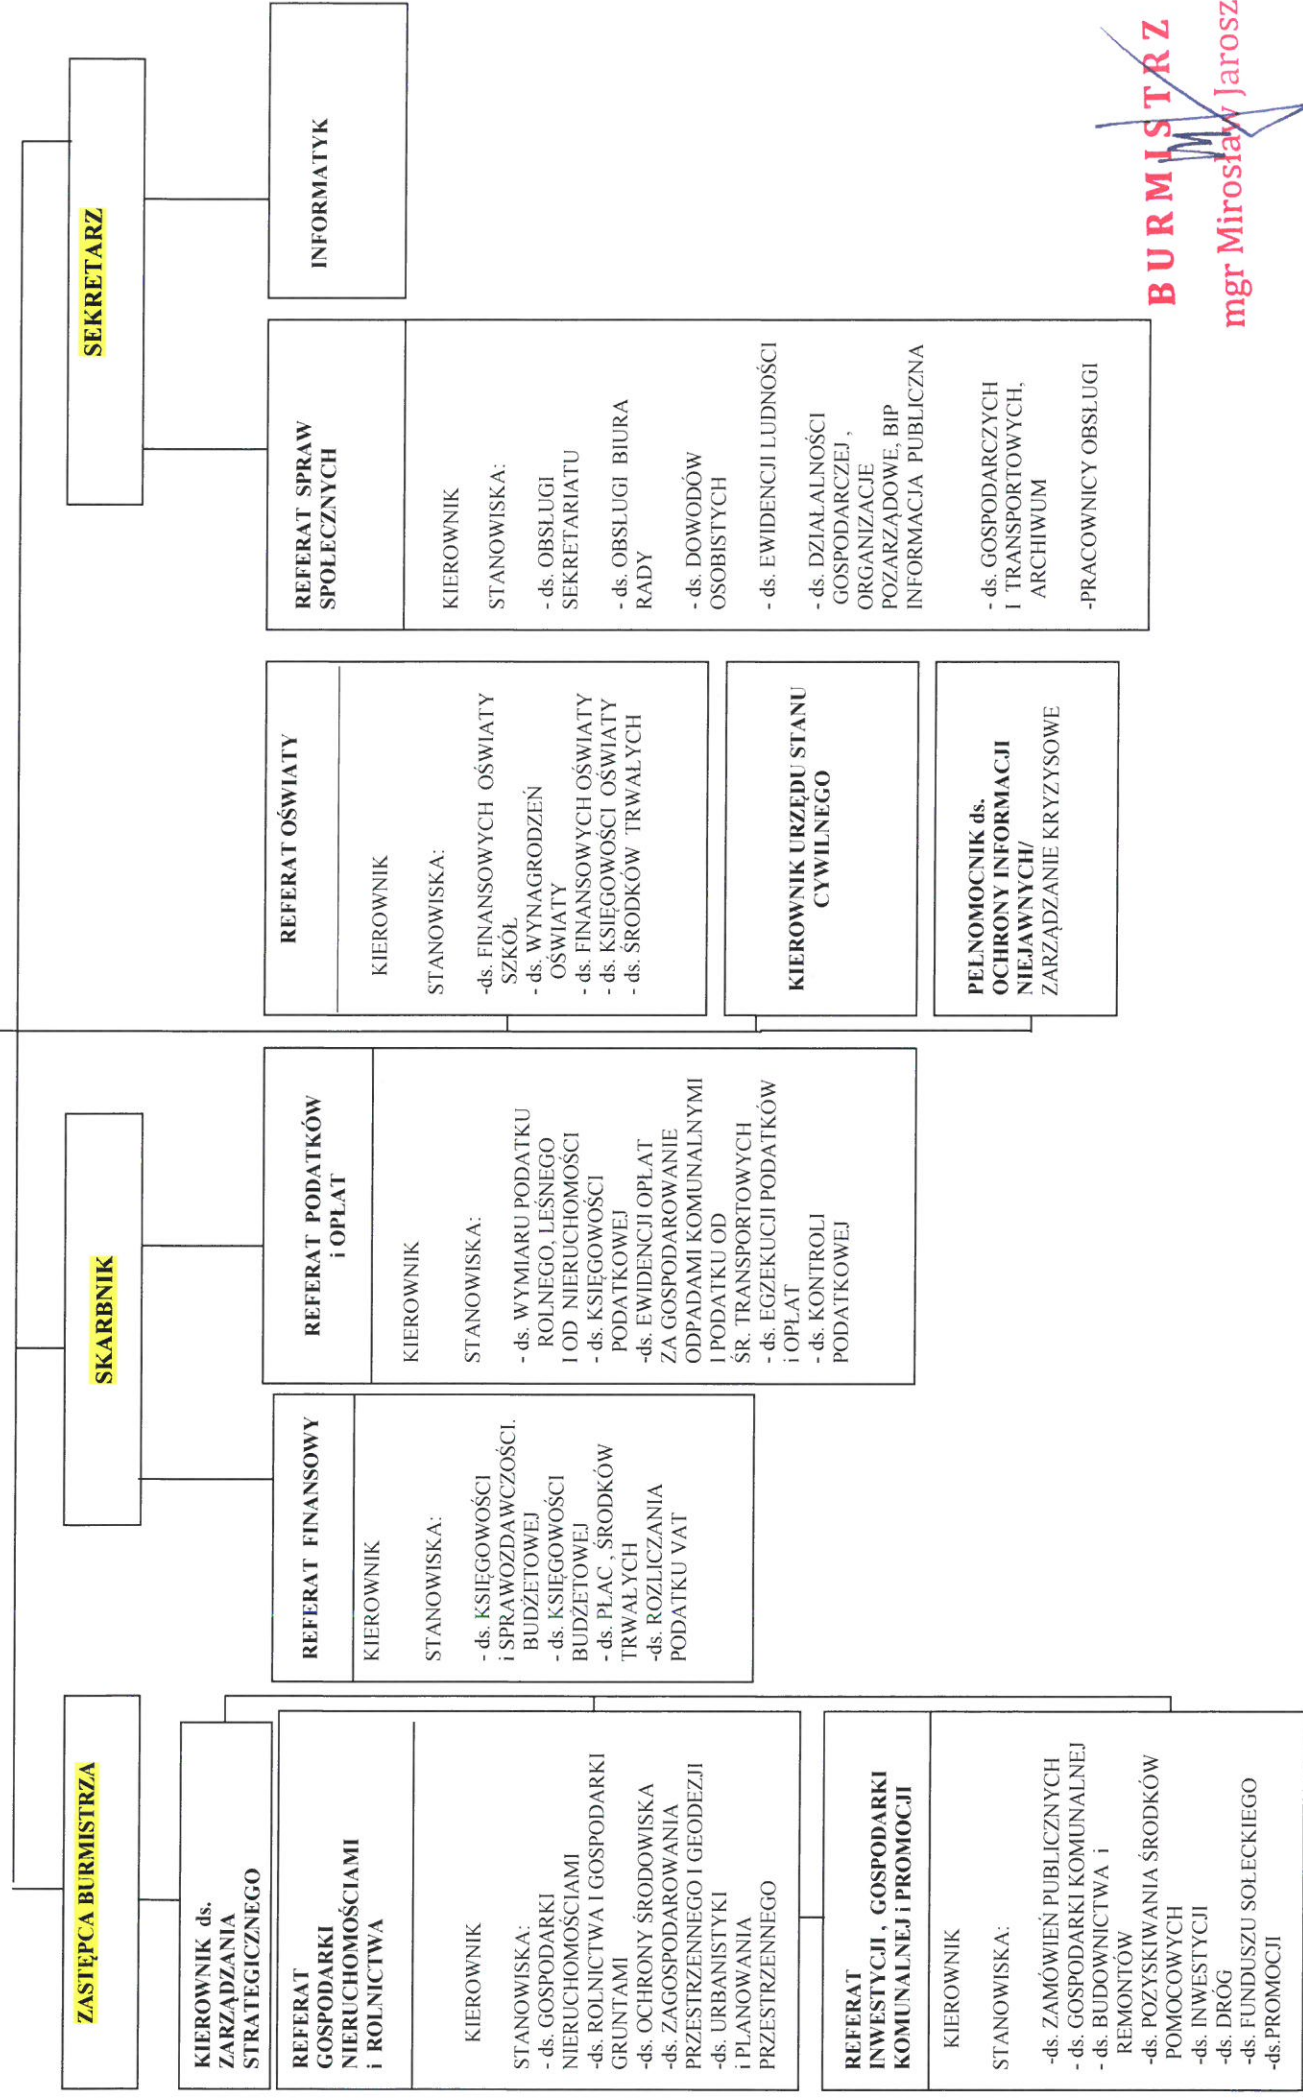 ZASTĘPCA BURMISTRZA
KIEROWNIK ds.
ZARZĄDZANIA
STRATEGICZNEGO
REFERAT
GOSPODARKI
NIERUCHOMOŚCIAMI
i ROLNICTWA
KIEROWNIK
STANOWISKA:
- ds. GOSPODARKI
NIERUCHOMOŚCIAMI
-ds. ROLNICTWA I GOSPODARKI
GRUNTAMI
-ds. OCHRONY ŚRODOWISKA
-ds. ZAGOSPODAROWANIA
PRZESTRZENNEGO I GEODEZJI
-ds. URBANISTYKI
i PLANOWANIA
PRZESTRZENNEGO
REFERAT
INWESTYCJI , GOSPODARKI
KOMUNALNEJ i PROMOCJI
KIEROWNIK
STANOWISKA:
-ds. ZAMÓWIEŃ PUBLICZNYCH
- ds. GOSPODARKI KOMUNALNEJ
- ds. BUDOWNICTWA i
REMONTÓW
-ds. POZYSKIWANIA ŚRODKÓW
POMOCOWYCH
-ds. INWESTYCJI
-ds. DRÓG
-ds. FUNDUSZU SOŁECKIEGO
-ds.PROMOCJI
SKARBNIK
REFERAT FINANSOWY
KIEROWNIK
STANOWISKA:
- ds. KSIĘGOWOŚCI
i SPRAWOZDAWCZOŚCI.
BUDŻETOWEJ
- ds. KSIĘGOWOŚCI
BUDŻETOWEJ
- ds. PŁAC , ŚRODKÓW
TRWAŁYCH
-ds. ROZLICZANIA
PODATKU VAT
REFERAT PODATKÓW
i OPŁAT
KIEROWNIK
STANOWISKA:
- ds. WYMIARU PODATKU
ROLNEGO, LEŚNEGO
I OD NIERUCHOMOŚCI
- ds. KSIĘGOWOŚCI
PODATKOWEJ
-ds. EWIDENCJI OPŁAT
ZA GOSPODAROWANIE
ODPADAMI KOMUNALNYMI
I PODATKU OD
ŚR. TRANSPORTOWYCH
- ds. EGZEKUCJI PODATKÓW
i OPŁAT
- ds. KONTROLI
PODATKOWEJ
REFERAT OŚWIATY
KIEROWNIK
STANOWISKA:
-ds. FINANSOWYCH OŚWIATY
SZKÓŁ
- ds. WYNAGRODZEŃ
OŚWIATY
- ds. FINANSOWYCH OŚWIATY
- ds. KSIĘGOWOŚCI OŚWIATY
- ds. ŚRODKÓW TRWAŁYCH
KIEROWNIK URZĘDU STANU
CYWILNEGO
PEŁNOMOCNIK ds.
OCHRONY INFORMACJI
NIEJAWNYCH/
ZARZĄDZANIE KRYZYSOWE
SEKRETARZ
REFERAT SPRAW
SPOŁECZNYCH
KIEROWNIK
STANOWISKA:
- ds. OBSŁUGI
SEKRETARIATU
- ds. OBSŁUGI BIURA
RADY
- ds. DOWODÓW
OSOBISTYCH
- ds. EWIDENCJI LUDNOŚCI
- ds. DZIAŁALNOŚCI
GOSPODARCZEJ ,
ORGANIZACJE
POZARZĄDOWE, BIP
INFORMACJA PUBLICZNA
- ds. GOSPODARCZYCH
I TRANSPORTOWYCH,
ARCHIWUM
-PRACOWNICY OBSŁUGI
INFORMATYK
BURMISTRZ
mgr Mirosław Jarosz